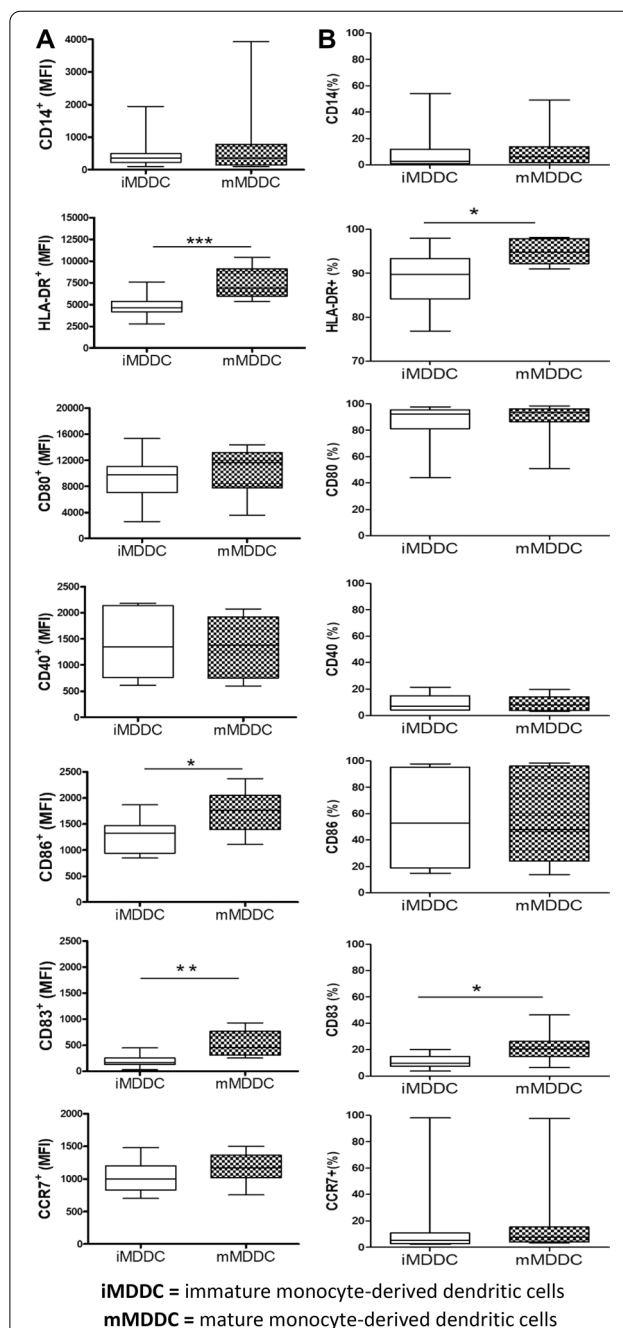 A
B
CD14+ (MFI)
4000
3000
2000
1000
0
iMDDC
mMDDC
CD14(%)
100
80
60
40
20
0
iMDDC
mMDDC
HLA-DR+ (MFI)
15000
12500
10000
7500
5000
2500
0
***
iMDDC
mMDDC
HLA-DR+ (%)
100
90
80
70
*
iMDDC
mMDDC
CD80+ (MFI)
20000
16000
12000
8000
4000
0
iMDDC
mMDDC
CD80 (%)
100
80
60
40
20
0
iMDDC
mMDDC
CD40+ (MFI)
2500
2000
1500
1000
500
0
iMDDC
mMDDC
CD40 (%)
100
80
60
40
20
0
iMDDC
mMDDC
CD86+ (MFI)
2500
2000
1500
1000
500
0
*
iMDDC
mMDDC
CD86 (%)
100
80
60
40
20
0
iMDDC
mMDDC
CD83+ (MFI)
2500
2000
1500
1000
500
0
**
iMDDC
mMDDC
CD83 (%)
100
80
60
40
20
0
*
iMDDC
mMDDC
CCR7+ (MFI)
2000
1500
1000
500
0
iMDDC
mMDDC
CCR7+(%)
100
80
60
40
20
0
iMDDC
mMDDC
iMDDC = immature monocyte-derived dendritic cells
mMDDC = mature monocyte-derived dendritic cells